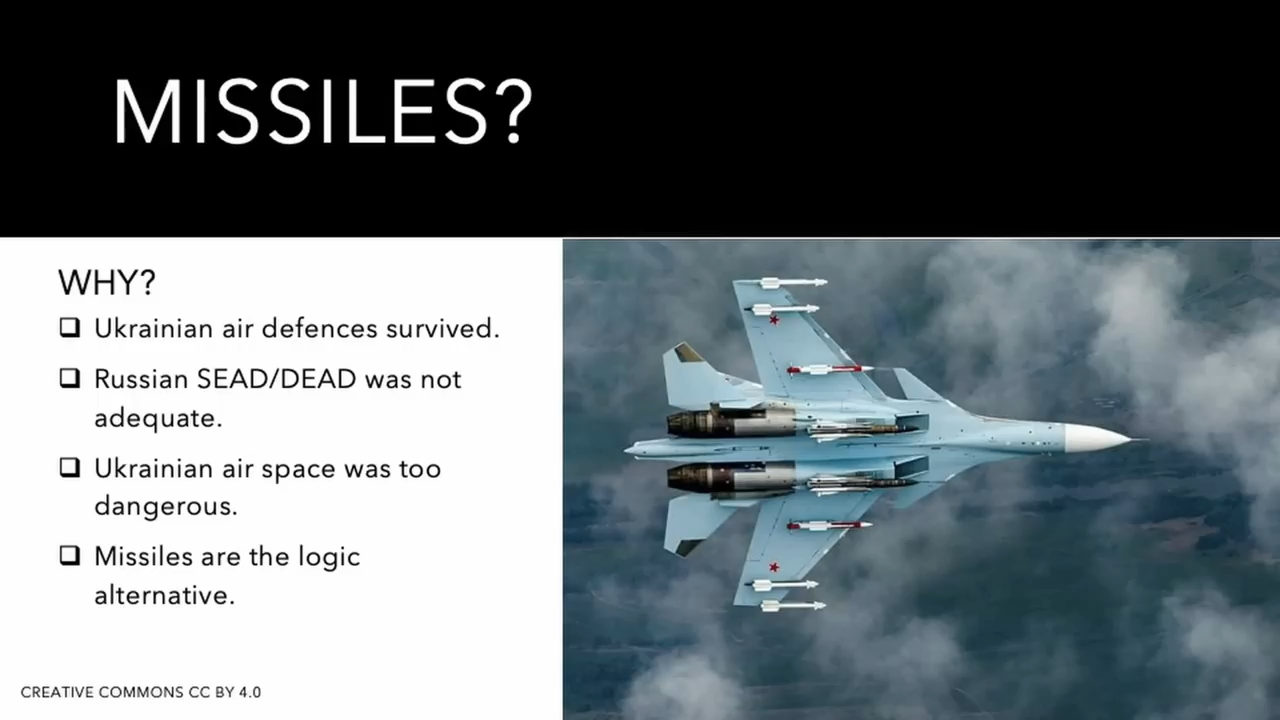 MISSILES?
WHY?
Ukrainian air defences survived.
Russian SEAD/DEAD was not
adequate.
Ukrainian air space was too
dangerous.
Missiles are the logic
alternative.
CREATIVE COMMONS CC BY 4.0